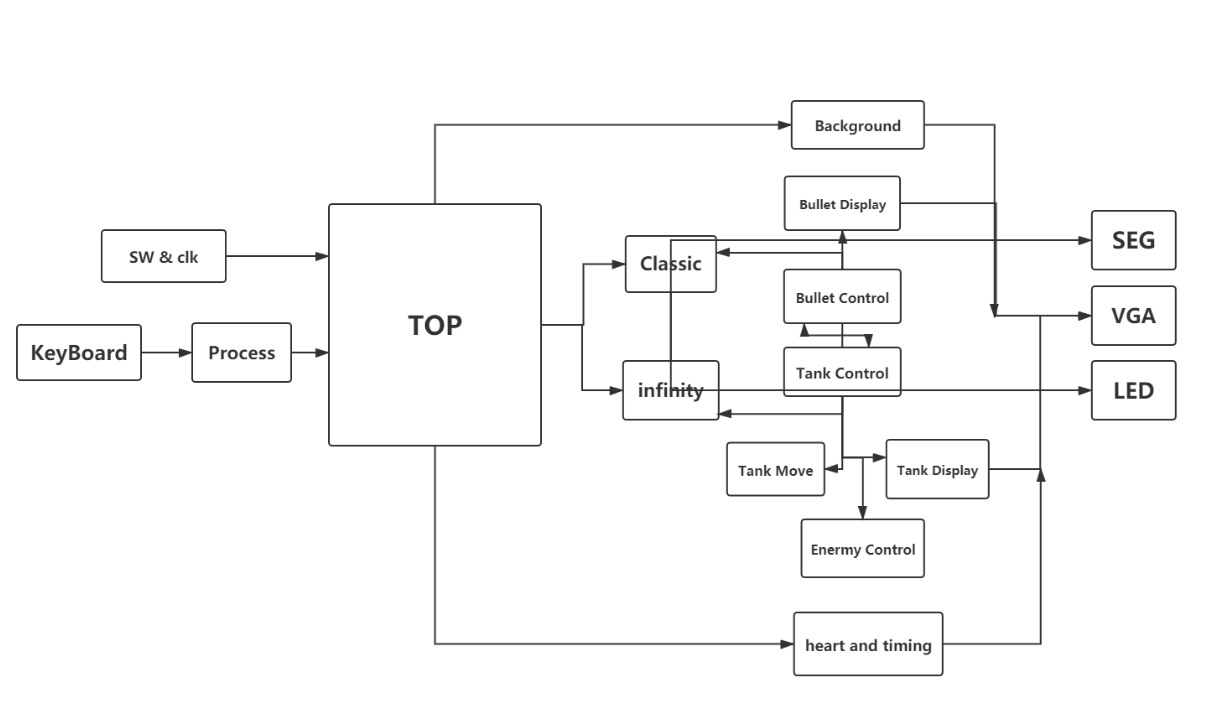 Background
Bullet Display
SW & clk
Classic
SEG
Bullet Control
VGA
TOP
KeyBoard
Process
Tank Control
infinity
LED
Tank Move
Tank Display
Enermy Control
heart and timing